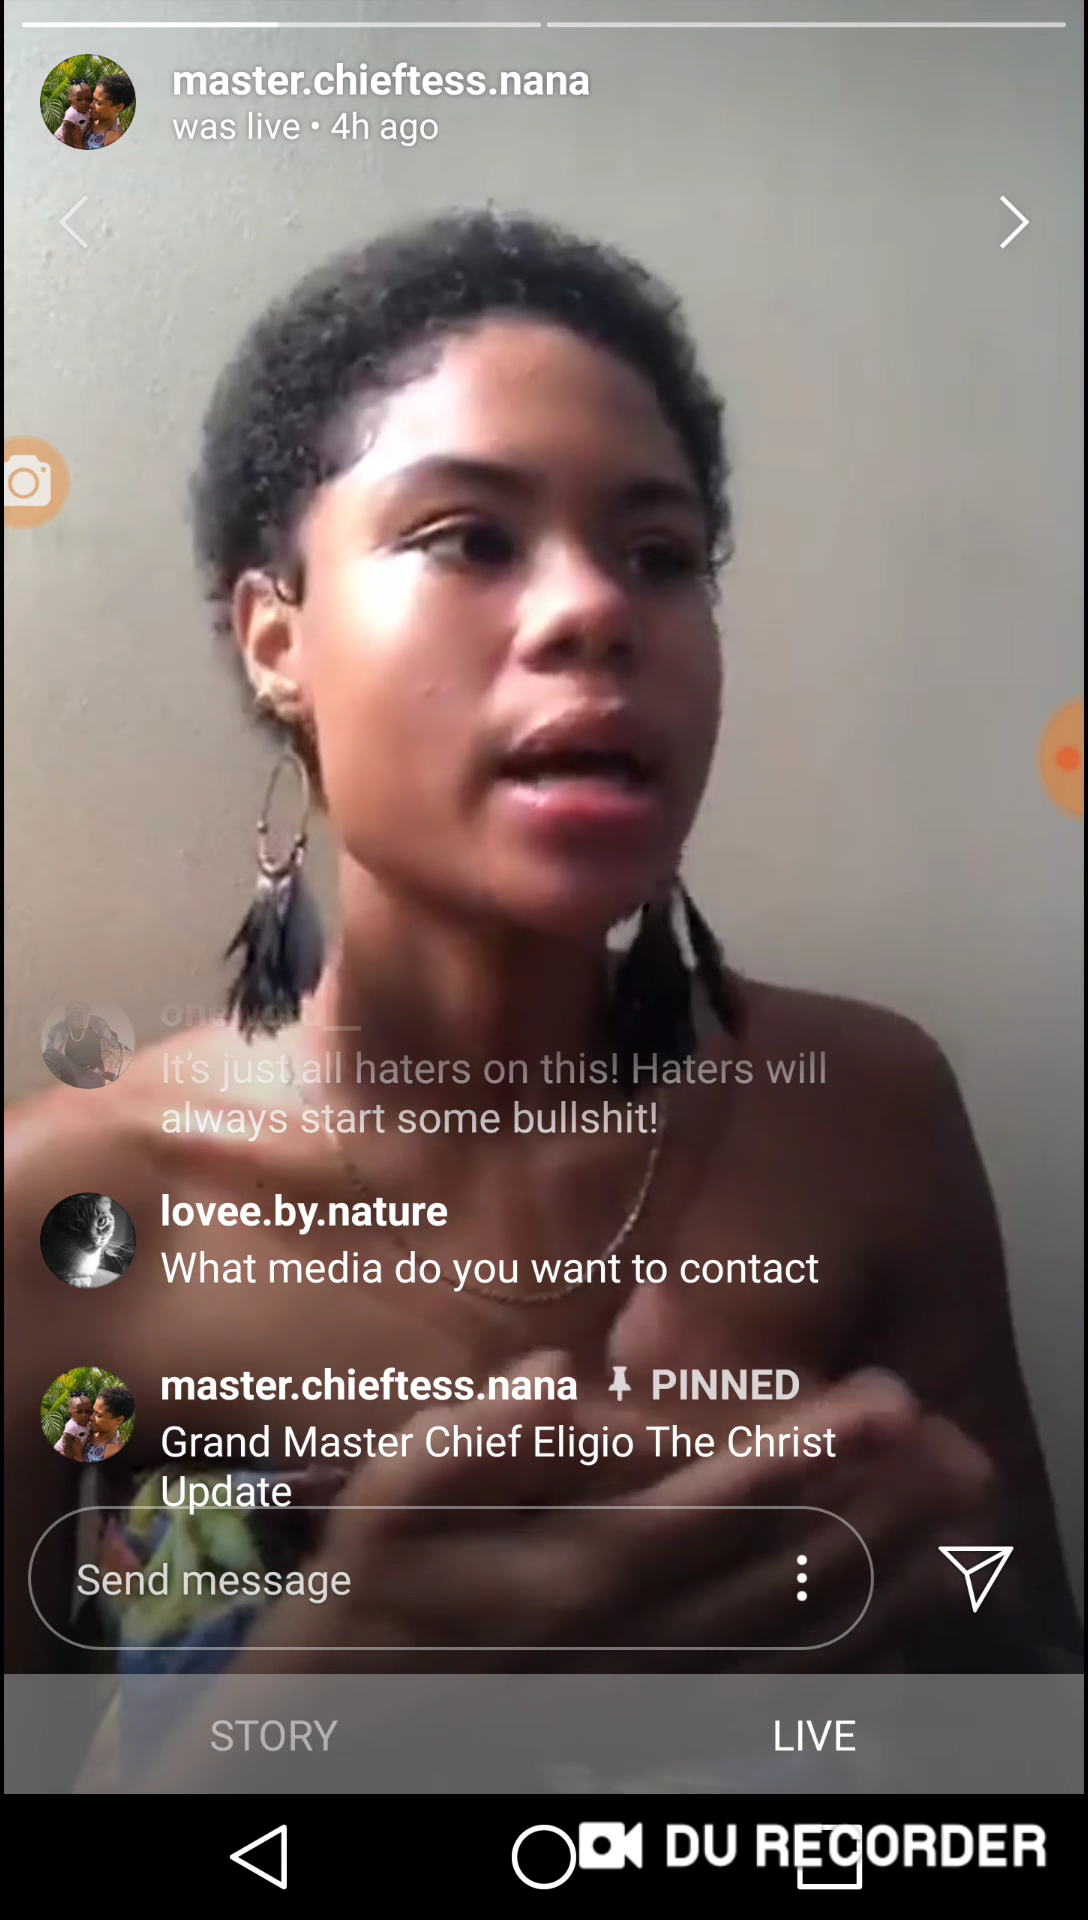 master.chieftess.nana
was live • 4h ago
It's just all haters on this! Haters will
always start some bullshit!
lovee.by.nature
What media do you want to contact
master.chieftess.nana PINNED
Grand Master Chief Eligio The Christ
Update
Send message
STORY LIVE
DU RECORDER